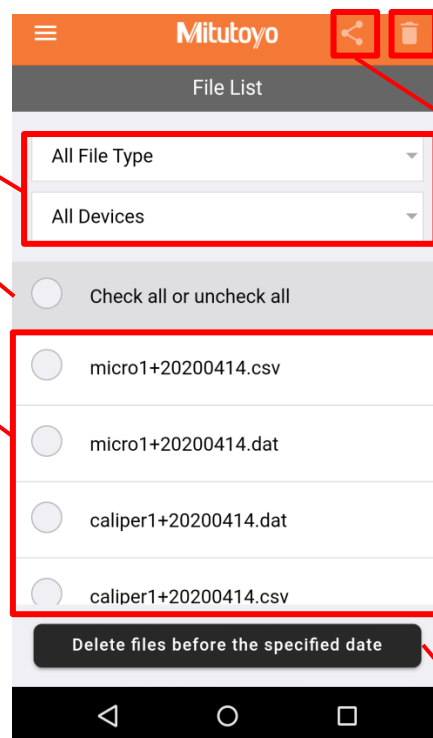 Mitutoyo
File List
All File Type
All Devices
Check all or uncheck all
micro1+20200414.csv
micro1+20200414.dat
caliper1+20200414.dat
caliper1+20200414.csv
Delete files before the specified date